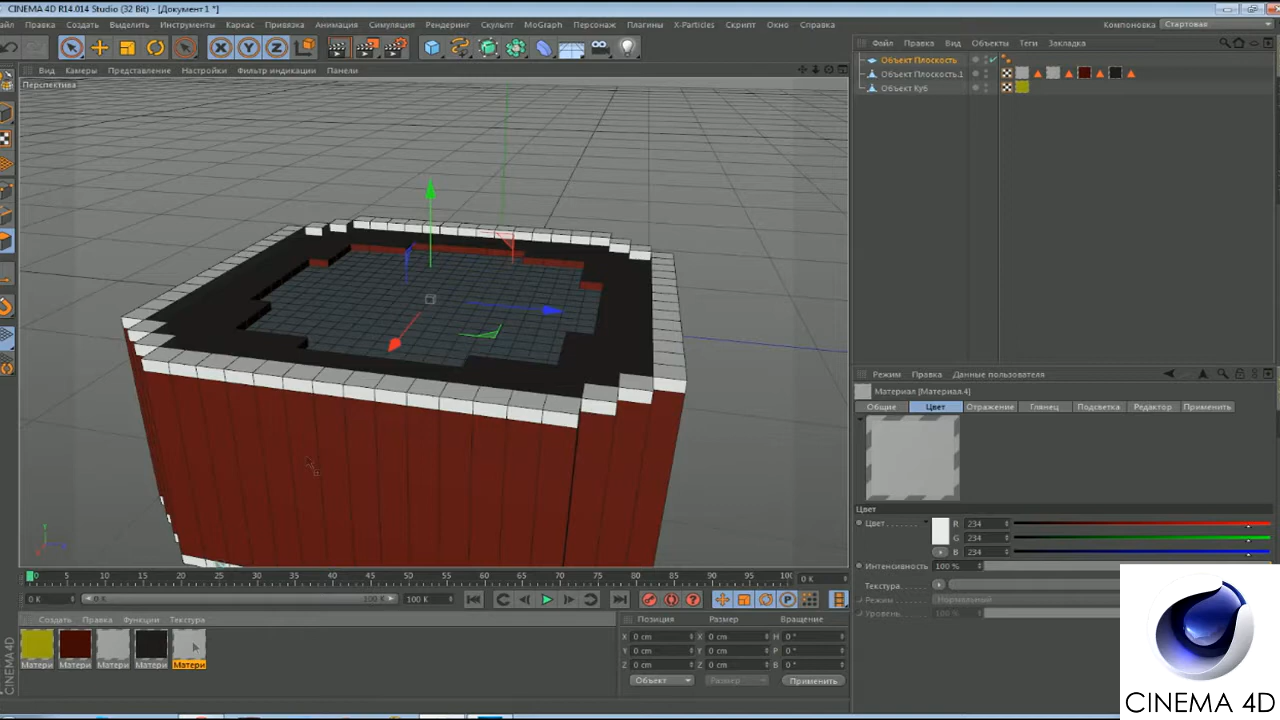 CINEMA 4D R14.014 Studio (32 Bit) - [Документ1 *]
айл Правка Создать Выделить Инструменты Каркас Привязка Анимация Симуляция Рендеринг Скульпт MoGraph Персонаж Плагины X-Particles Скрипт Окно Справка Компоновка Стартовая
X Y Z
Вид Камеры Представление Настройки Фильтр индикации Панели
Перспектива
Файл Правка Вид Объекты Теги Закладка
Объект Плоскость
Объект Плоскость.1
Объект Куб
Режим Правка Данные пользователя
Материал [Материал.4]
Общие Цвет Отражение Глянец Подсветка Редактор Применить
Цвет
Цвет R 234
G 234
B 234
Интенсивность 100 %
Текстура
Режим Нормальный
Уровень 100 %
0 5 10 15 20 25 30 35 40 45 50 55 60 65 70 75 80 85 90 95 100 0 K
0 K 0 K 100 K 100 K
Создать Правка Функции Текстура
Матери Матери Матери Матери Матери
Позиция Размер Вращение
X 0 cm X 0 cm H 0 °
Y 0 cm Y 0 cm P 0 °
Z 0 cm Z 0 cm B 0 °
Объект Размер Применить
CINEMA4D
CINEMA 4D